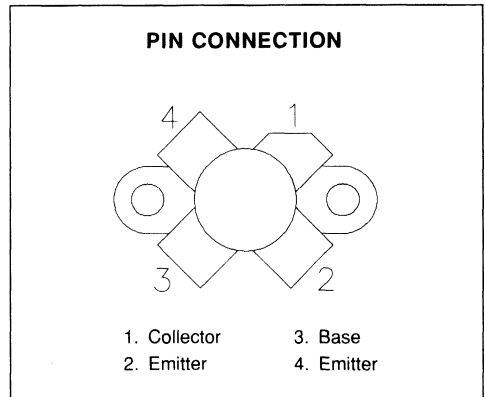 PIN CONNECTION
4
1
3
2
1. Collector
3. Base
2. Emitter
4. Emitter